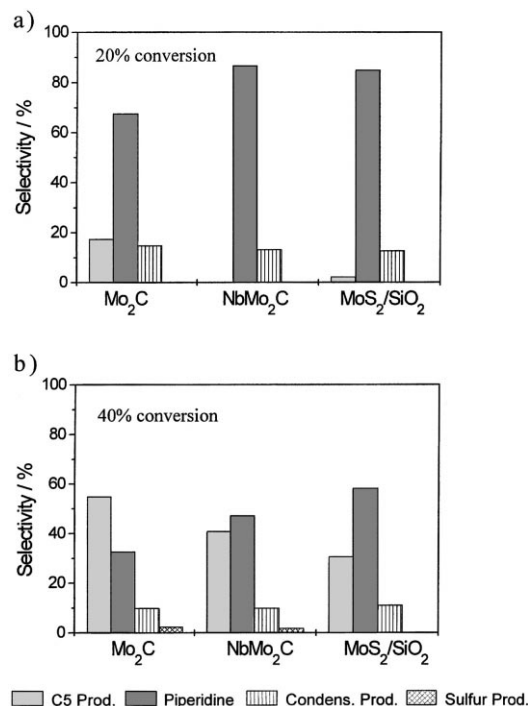 a)
100
20% conversion
80
60
40
20
0
Selectivity / %
Mo₂C
NbMo₂C
MoS₂/SiO₂
b)
100
40% conversion
80
60
40
20
0
Selectivity / %
Mo₂C
NbMo₂C
MoS₂/SiO₂
C5 Prod. Piperidine Condens. Prod. Sulfur Prod.